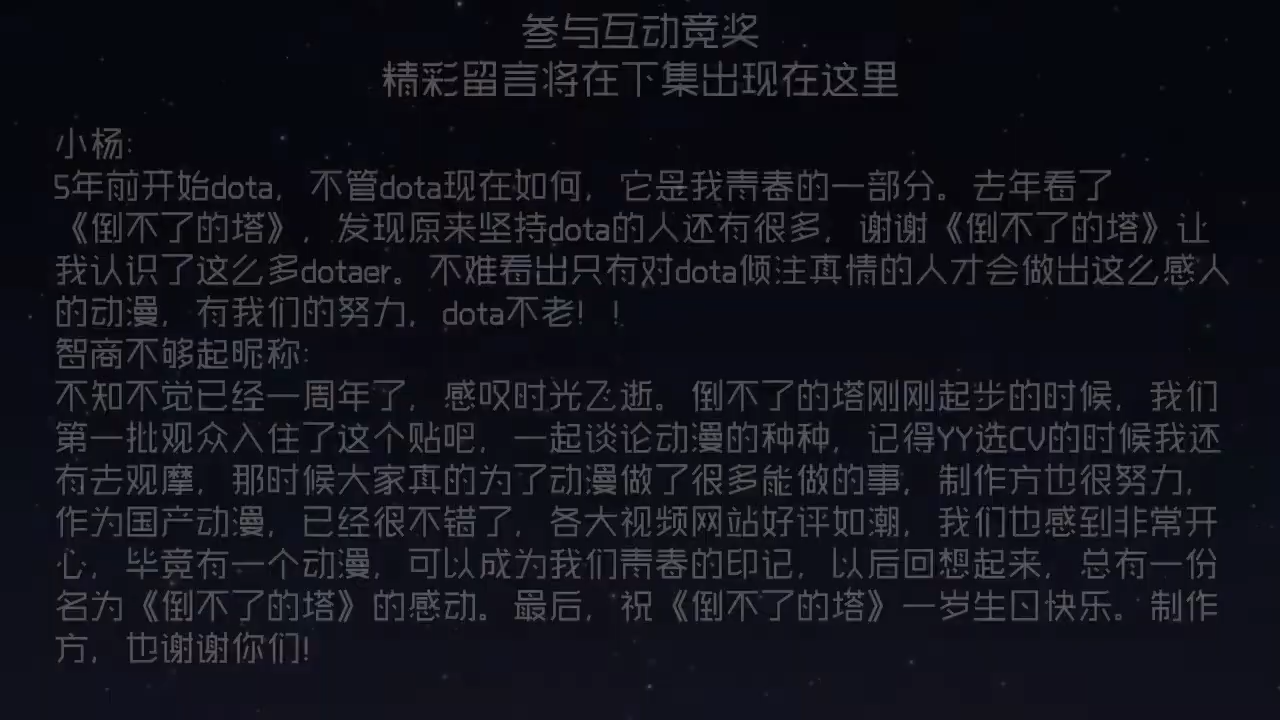 参与互动竞奖
精彩留言将在下集出现在这里
小杨:
5年前开始dota，不管dota现在如何，它是我青春的一部分。去年看了
《倒不了的塔》，发现原来坚持dota的人还有很多，谢谢《倒不了的塔》让
我认识了这么多dotaer。不难看出只有对dota倾注真情的人才会做出这么感人
的动漫，有我们的努力，dota不老！！
智商不够起昵称:
不知不觉已经一周年了，感叹时光飞逝。倒不了的塔刚刚起步的时候，我们
第一批观众入住了这个贴吧，一起谈论动漫的种种，记得YY选CV的时候我还
有去观摩，那时候大家真的为了动漫做了很多能做的事，制作方也很努力，
作为国产动漫，已经很不错了，各大视频网站好评如潮，我们也感到非常开
心，毕竟有一个动漫，可以成为我们青春的印记，以后回想起来，总有一份
名为《倒不了的塔》的感动。最后，祝《倒不了的塔》一岁生日快乐。制作
方，也谢谢你们!